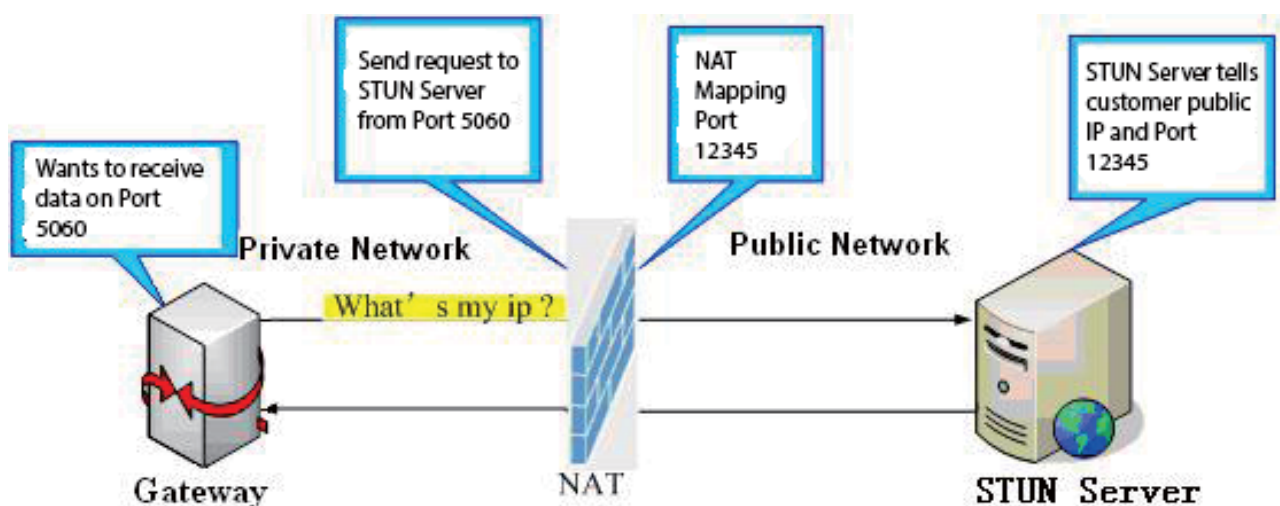 Wants to receive
data on Port
5060
Send request to
STUN Server
from Port 5060
NAT
Mapping
Port
12345
STUN Server tells
customer public
IP and Port
12345
Private Network
Public Network
What's my ip ?
Gateway
NAT
STUN Server